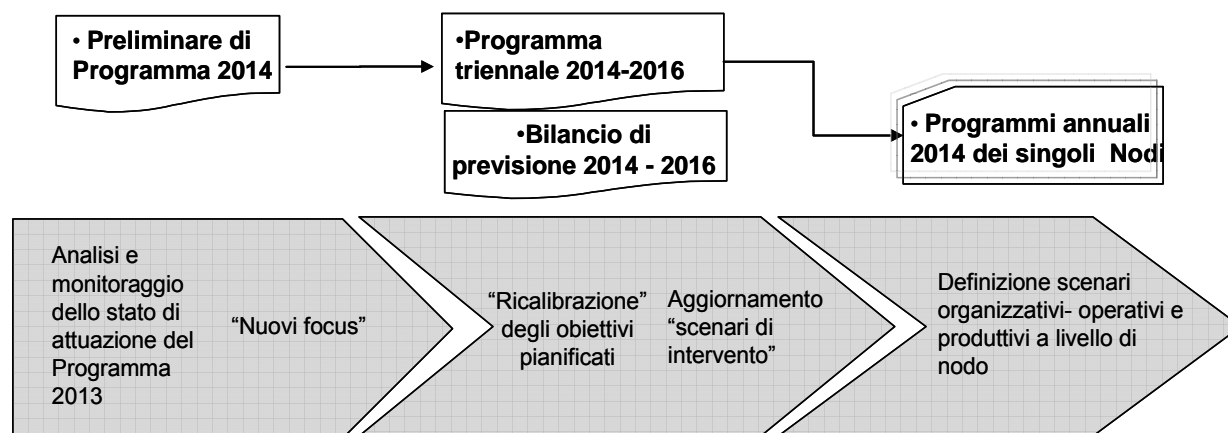 • Preliminare di
Programma 2014
•Programma
triennale 2014-2016
•Bilancio di
previsione 2014 - 2016
• Programmi annuali
2014 dei singoli Nodi
Analisi e
monitoraggio
dello stato di
attuazione del
Programma
2013
“Nuovi focus”
“Ricalibrazione”
degli obiettivi
pianificati
Aggiornamento
“scenari di
intervento”
Definizione scenari
organizzativi- operativi e
produttivi a livello di
nodo